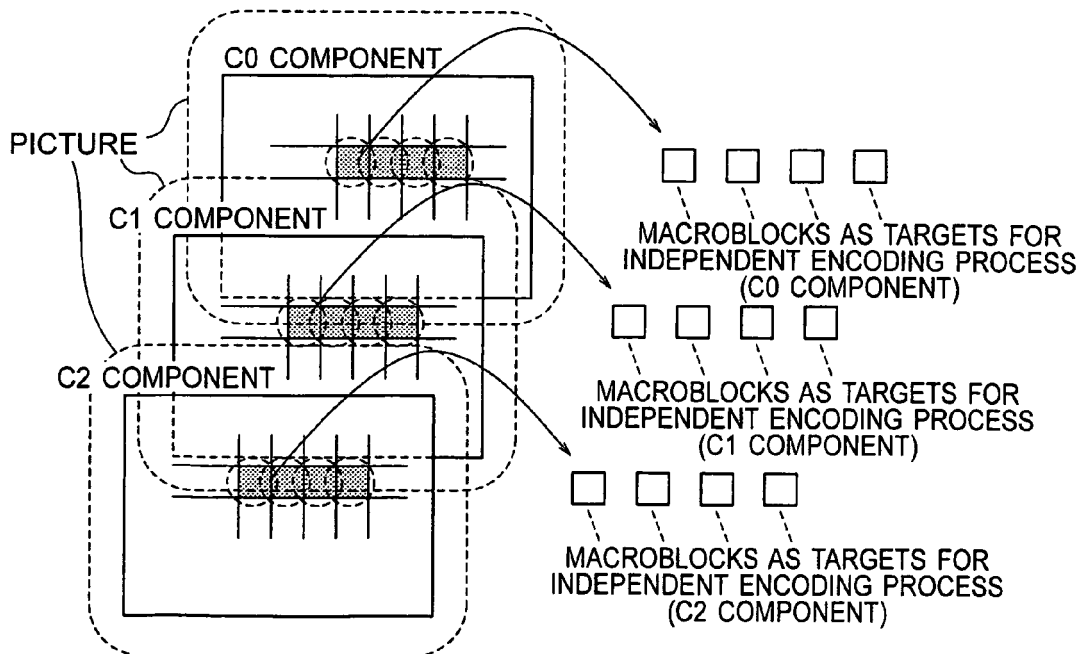 C0 COMPONENT
PICTURE
C1 COMPONENT
C2 COMPONENT
MACROBLOCKS AS TARGETS FOR
INDEPENDENT ENCODING PROCESS
(C0 COMPONENT)
MACROBLOCKS AS TARGETS FOR
INDEPENDENT ENCODING PROCESS
(C1 COMPONENT)
MACROBLOCKS AS TARGETS FOR
INDEPENDENT ENCODING PROCESS
(C2 COMPONENT)